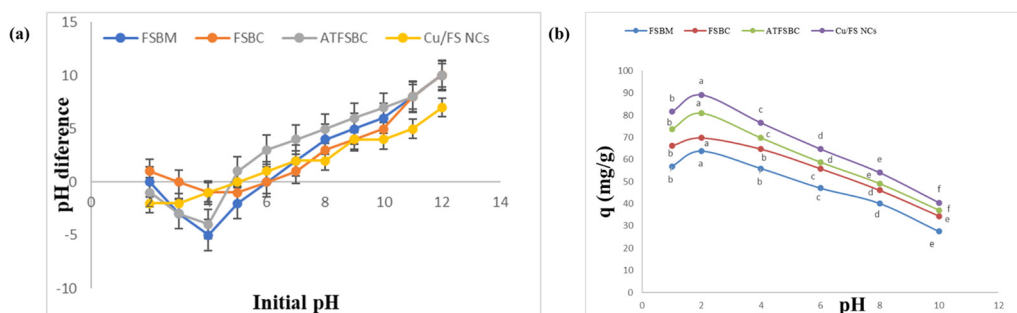 (a)
15
FSBM FSBC ATFSBC Cu/FS NCs
10
5
0
-5
-10
0 2 4 6 8 10 12 14
pH diference
Initial pH
(b)
FSBM FSBC ATFSBC Cu/FS NCs
100
90
80
70
60
50
40
30
20
10
0
0 2 4 6 8 10 12
q (mg/g)
pH
b a c d e f
b a c d e f
b a b c d e
b a b c d e